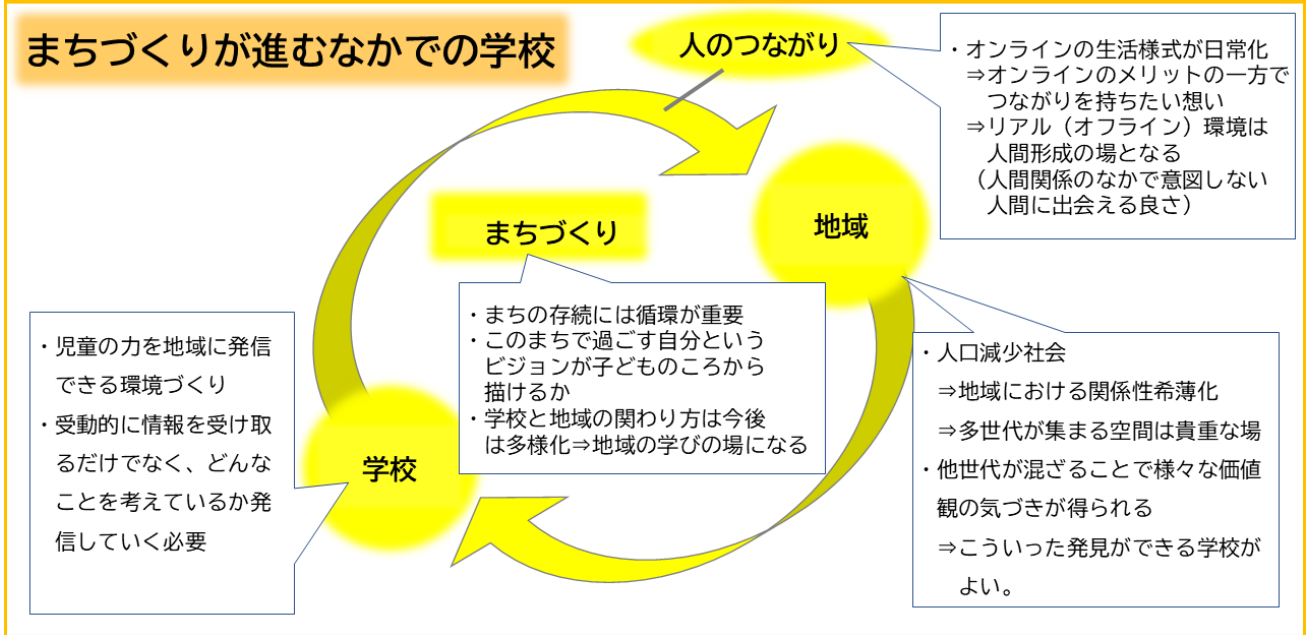 まちづくりが進むなかでの学校
人のつながり
・オンラインの生活様式が日常化
⇒オンラインのメリットの一方で
つながりを持ちたい想い
⇒リアル（オフライン）環境は
人間形成の場となる
（人間関係のなかで意図しない
人間に出会える良さ）
まちづくり
・まちの存続には循環が重要
・このまちで過ごす自分という
ビジョンが子どものころから
描けるか
・学校と地域の関わり方は今後
は多様化⇒地域の学びの場になる
地域
・人口減少社会
⇒地域における関係性希薄化
⇒多世代が集まる空間は貴重な場
・他世代が混ざることで様々な価値
観の気づきが得られる
⇒こういった発見ができる学校が
よい。
学校
・児童の力を地域に発信
できる環境づくり
・受動的に情報を受け取
るだけでなく、どんな
ことを考えているか発
信していく必要